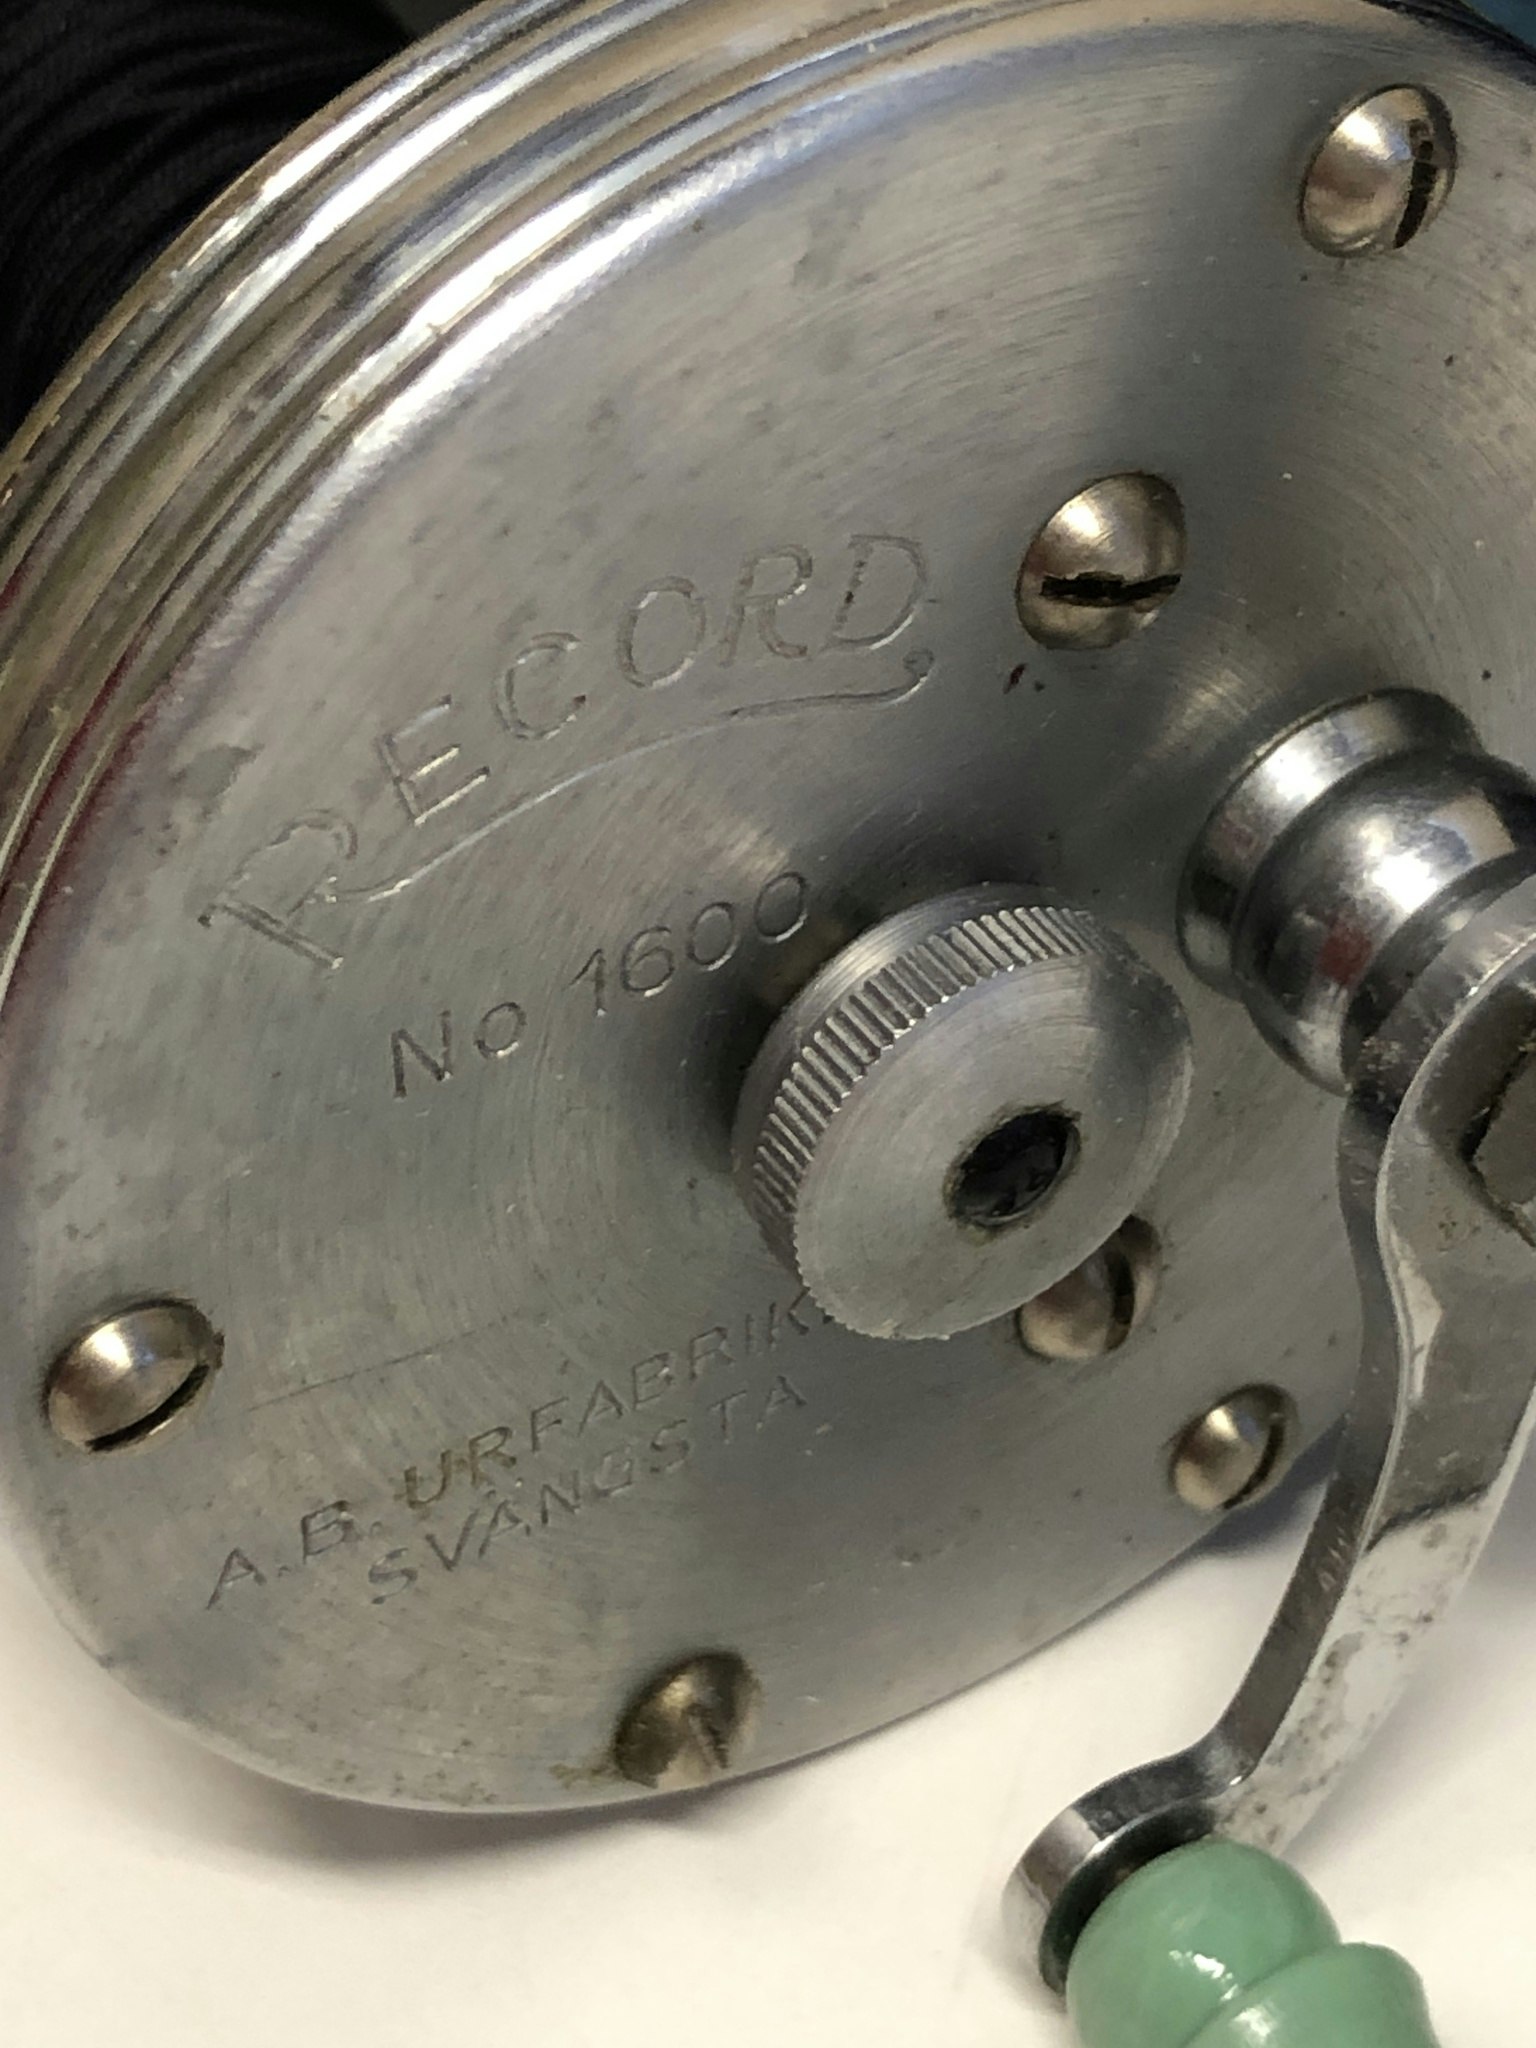 RECORD
No 1600
A.B. URFABRIK
SVÄNGSTA